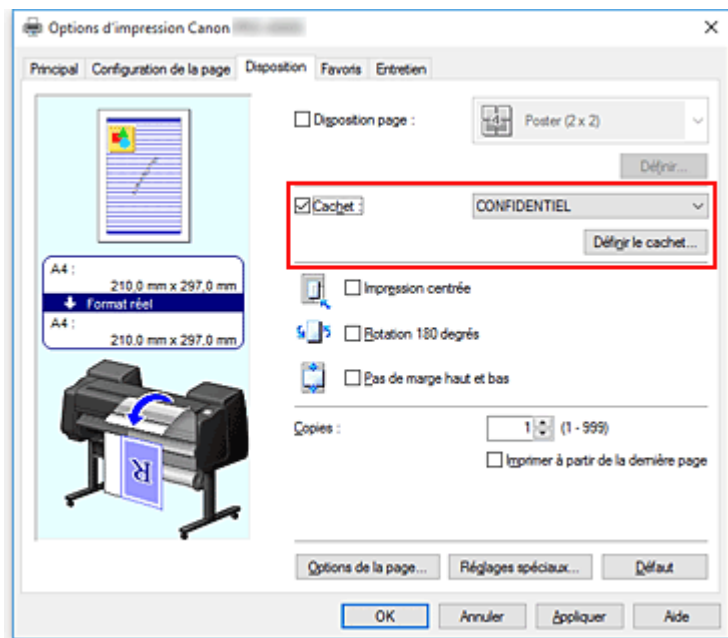 Options d'impression Canon
Principal Configuration de la page Disposition Favoris Entretien
Disposition page : Poster (2 x 2)
Définir...
Cachet : CONFIDENTIEL
Définir le cachet...
A4 :
210,0 mm x 297,0 mm
Format réel
A4 :
210,0 mm x 297,0 mm
Impression centrée
Rotation 180 degrés
Pas de marge haut et bas
Copies : 1 (1 - 999)
Imprimer à partir de la dernière page
Options de la page... Réglages spéciaux... Défaut
OK Annuler Appliquer Aide